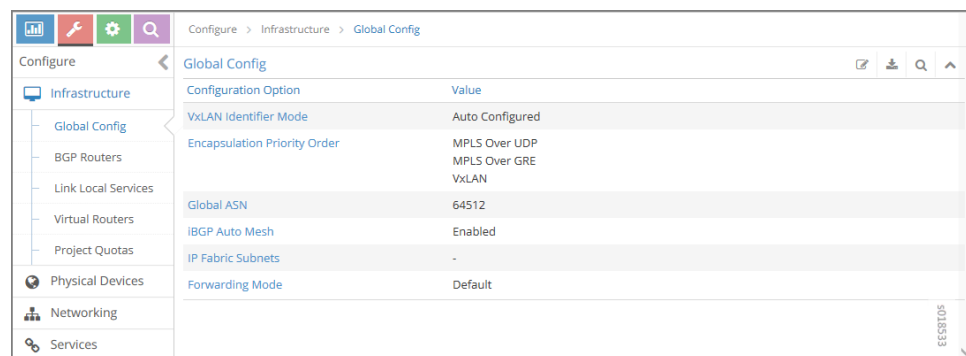 Configure > Infrastructure > Global Config
Configure
Infrastructure
Global Config
BGP Routers
Link Local Services
Virtual Routers
Project Quotas
Physical Devices
Networking
Services
Global Config
Configuration Option Value
VxLAN Identifier Mode Auto Configured
Encapsulation Priority Order MPLS Over UDP
MPLS Over GRE
VxLAN
Global ASN 64512
iBGP Auto Mesh Enabled
IP Fabric Subnets -
Forwarding Mode Default
s018533